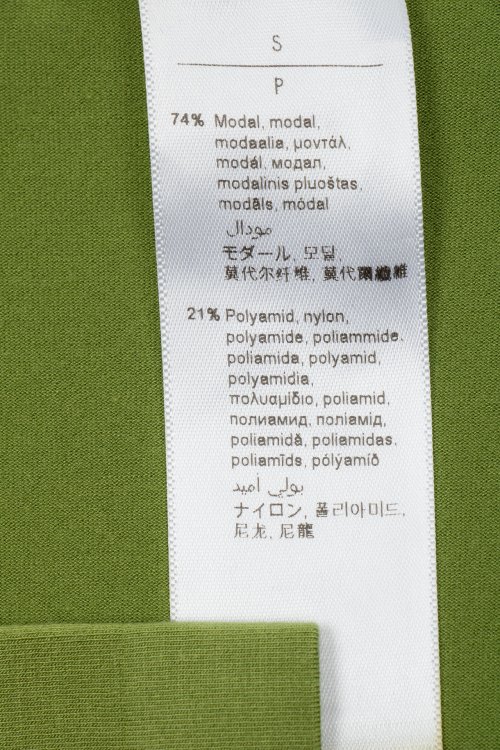 S
P
74% Modal, modal,
modaalia, μοντάλ,
modál, модал,
modalinis pluoštas,
modāls, módal
مودال
モダール, 모달,
莫代尔纤维, 莫代爾纖維
21% Polyamid, nylon,
polyamide, poliammide,
poliamida, polyamid,
polyamidia,
πολυαμίδιο, poliamid,
полиамид, поліамід,
poliamidă, poliamidas,
poliamīds, pólýamíð
بولي أميد
ナイロン, 폴리아미드,
尼龙, 尼龍